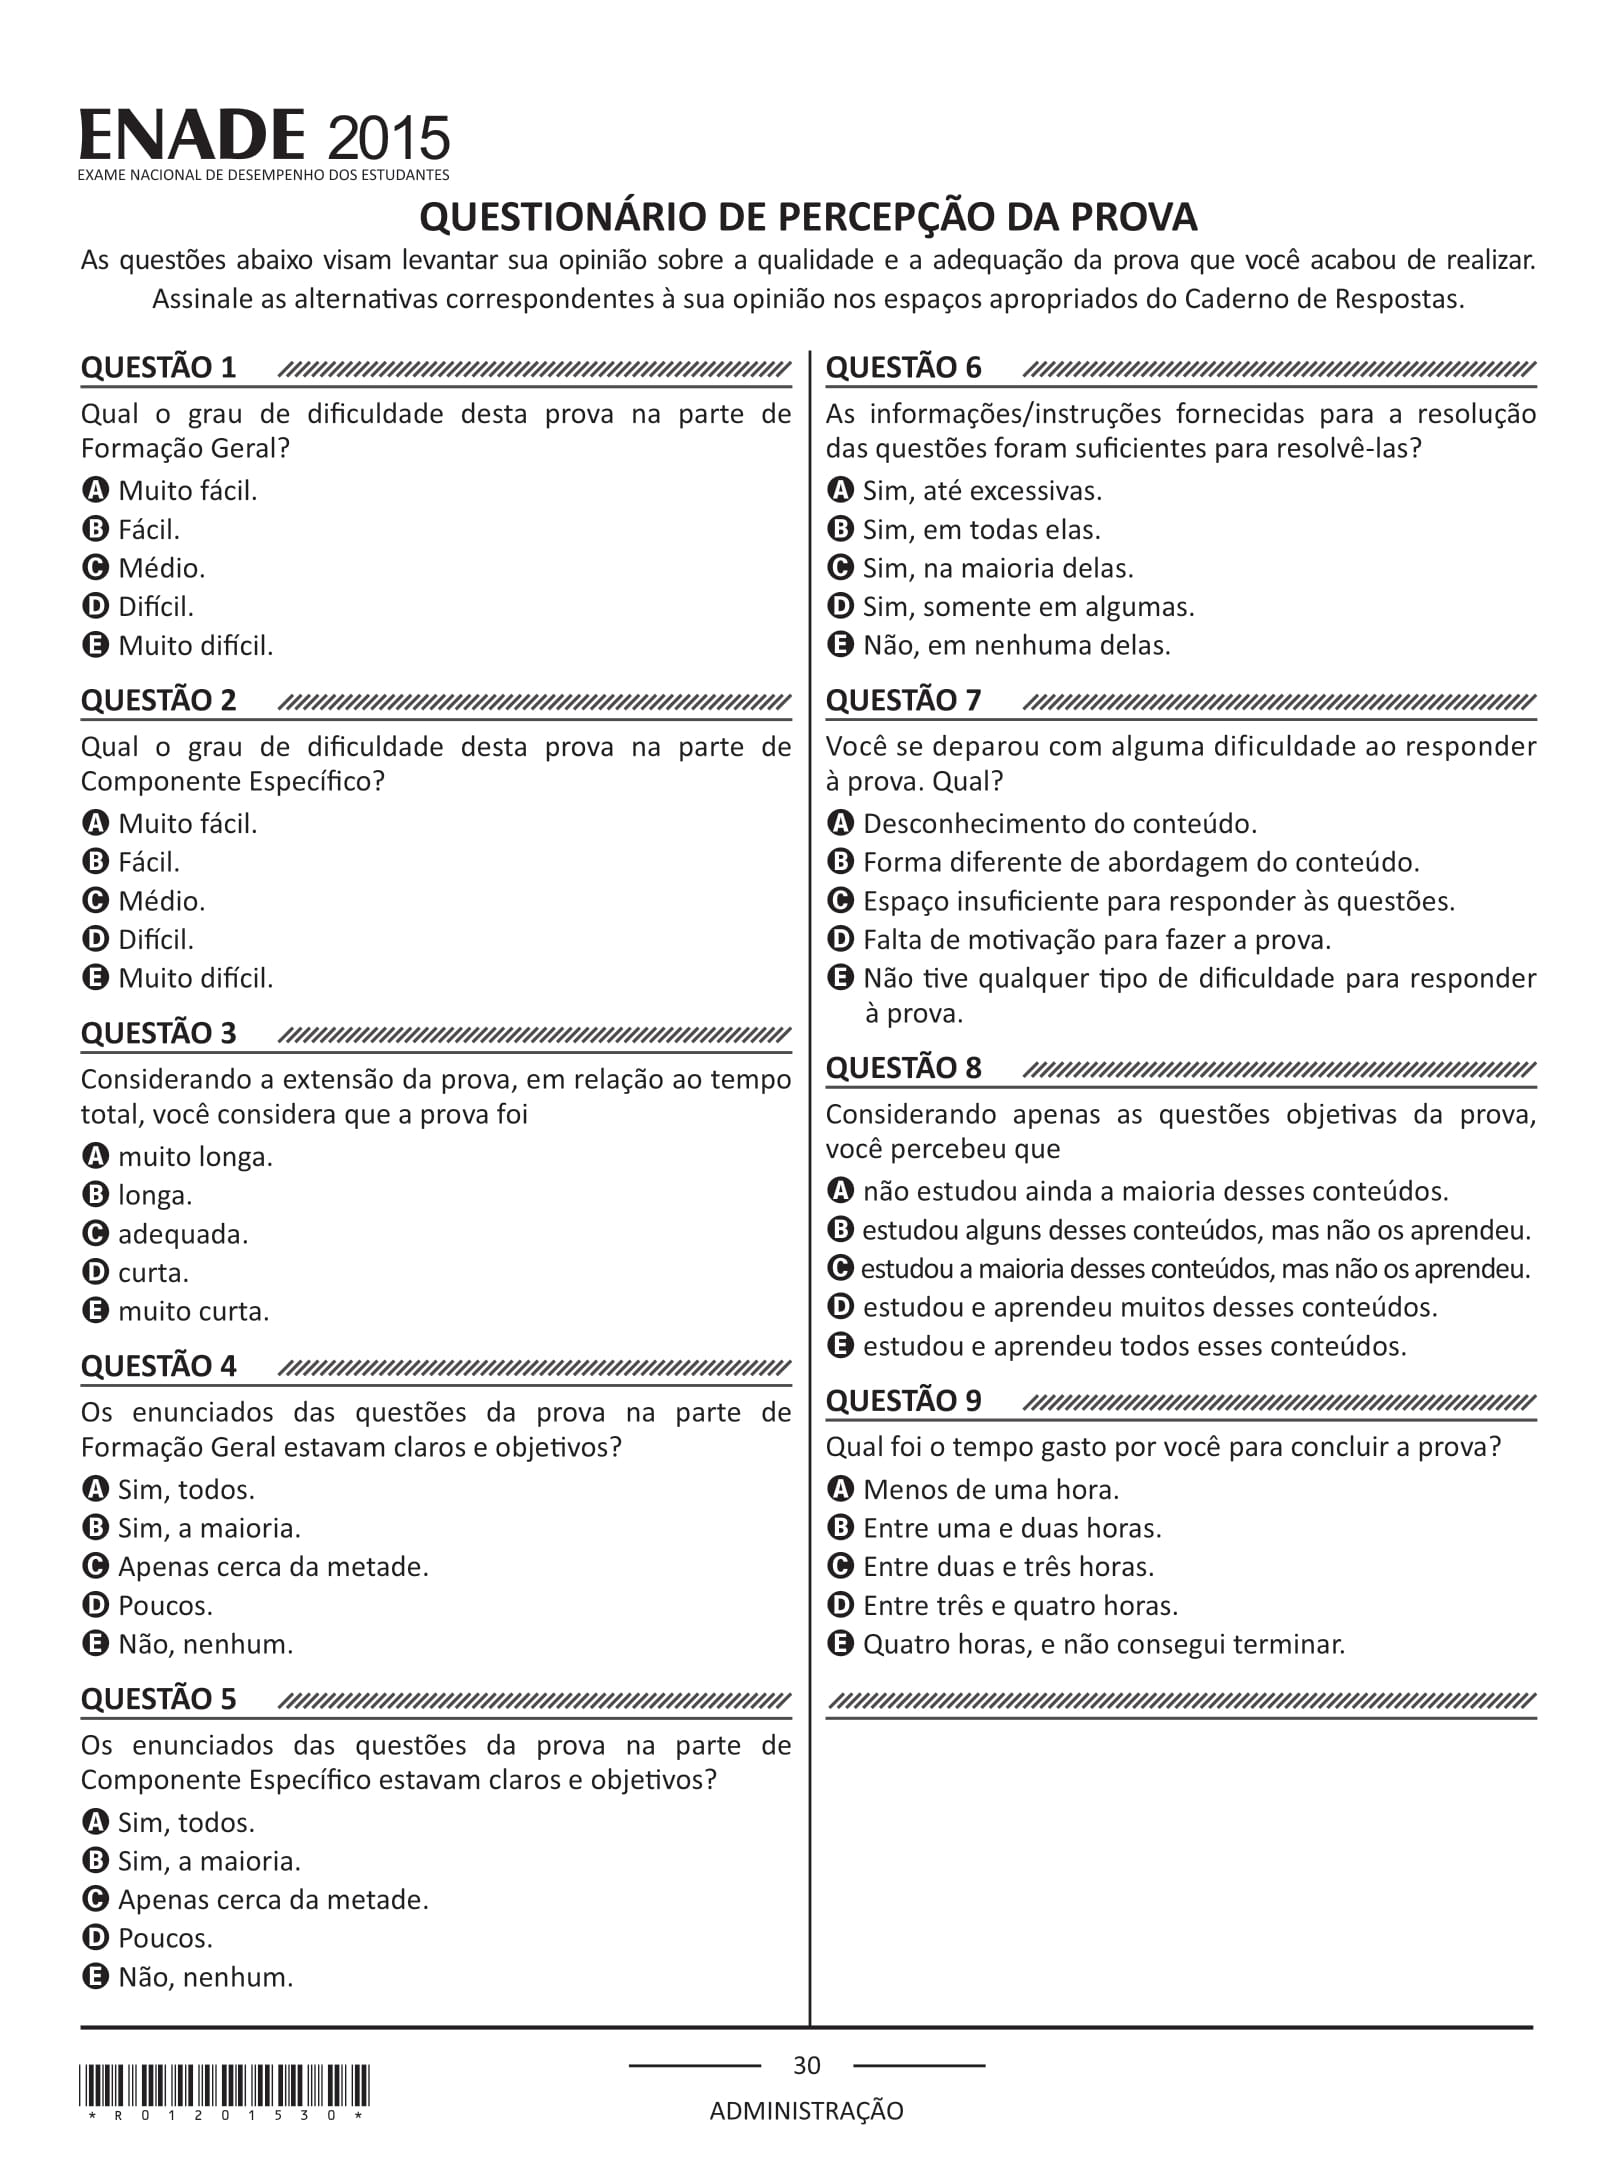 ENADE 2015
EXAME NACIONAL DE DESEMPENHO DOS ESTUDANTES
QUESTIONÁRIO DE PERCEPÇÃO DA PROVA
As questões abaixo visam levantar sua opinião sobre a qualidade e a adequação da prova que você acabou de realizar.
Assinale as alternativas correspondentes à sua opinião nos espaços apropriados do Caderno de Respostas.
QUESTÃO 1
Qual o grau de dificuldade desta prova na parte de
Formação Geral?
A Muito fácil.
B Fácil.
C Médio.
D Difícil.
E Muito difícil.
QUESTÃO 2
Qual o grau de dificuldade desta prova na parte de
Componente Específico?
A Muito fácil.
B Fácil.
C Médio.
D Difícil.
E Muito difícil.
QUESTÃO 3
Considerando a extensão da prova, em relação ao tempo
total, você considera que a prova foi
A muito longa.
B longa.
C adequada.
D curta.
E muito curta.
QUESTÃO 4
Os enunciados das questões da prova na parte de
Formação Geral estavam claros e objetivos?
A Sim, todos.
B Sim, a maioria.
C Apenas cerca da metade.
D Poucos.
E Não, nenhum.
QUESTÃO 5
Os enunciados das questões da prova na parte de
Componente Específico estavam claros e objetivos?
A Sim, todos.
B Sim, a maioria.
C Apenas cerca da metade.
D Poucos.
E Não, nenhum.
QUESTÃO 6
As informações/instruções fornecidas para a resolução
das questões foram suficientes para resolvê-las?
A Sim, até excessivas.
B Sim, em todas elas.
C Sim, na maioria delas.
D Sim, somente em algumas.
E Não, em nenhuma delas.
QUESTÃO 7
Você se deparou com alguma dificuldade ao responder
à prova. Qual?
A Desconhecimento do conteúdo.
B Forma diferente de abordagem do conteúdo.
C Espaço insuficiente para responder às questões.
D Falta de motivação para fazer a prova.
E Não tive qualquer tipo de dificuldade para responder
à prova.
QUESTÃO 8
Considerando apenas as questões objetivas da prova,
você percebeu que
A não estudou ainda a maioria desses conteúdos.
B estudou alguns desses conteúdos, mas não os aprendeu.
C estudou a maioria desses conteúdos, mas não os aprendeu.
D estudou e aprendeu muitos desses conteúdos.
E estudou e aprendeu todos esses conteúdos.
QUESTÃO 9
Qual foi o tempo gasto por você para concluir a prova?
A Menos de uma hora.
B Entre uma e duas horas.
C Entre duas e três horas.
D Entre três e quatro horas.
E Quatro horas, e não consegui terminar.
*R01201530*
30
ADMINISTRAÇÃO